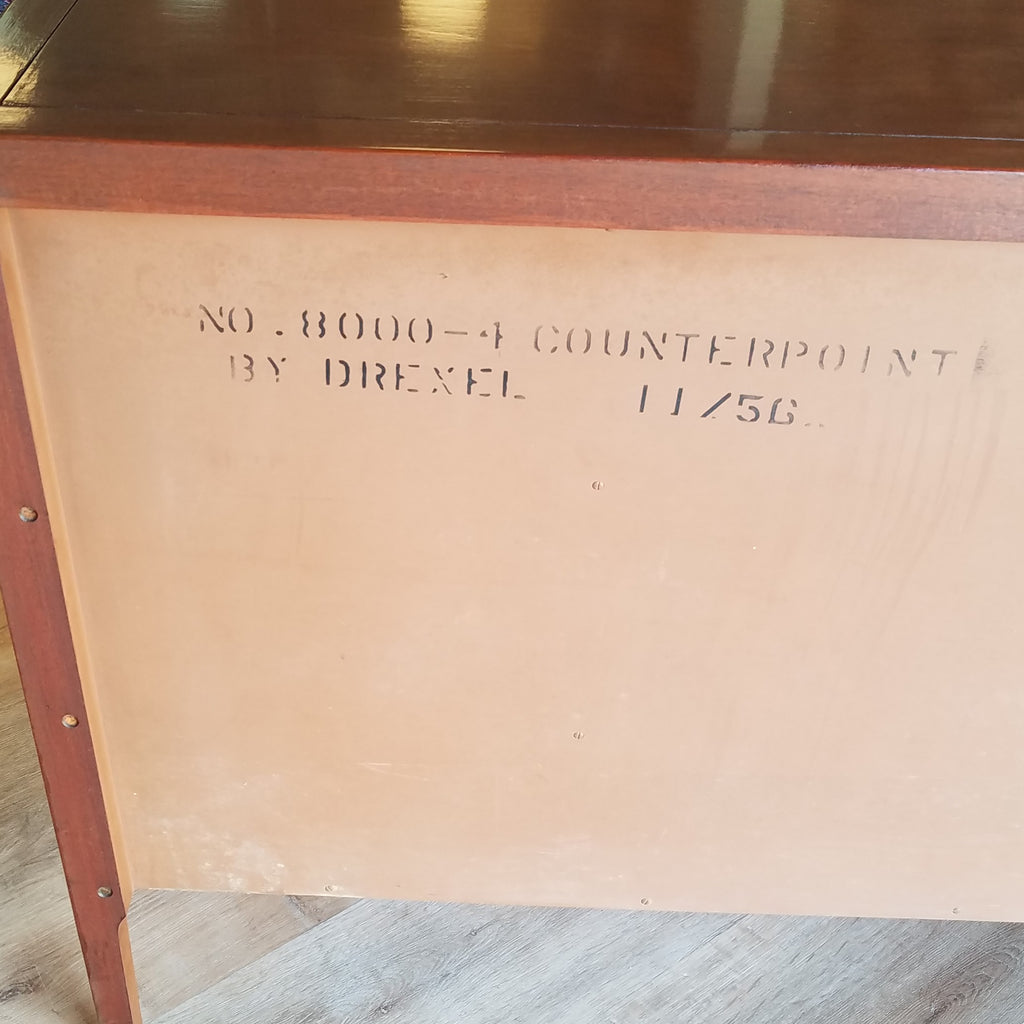 NO. 8000-4 COUNTERPOINT
BY DREXEL 11/56